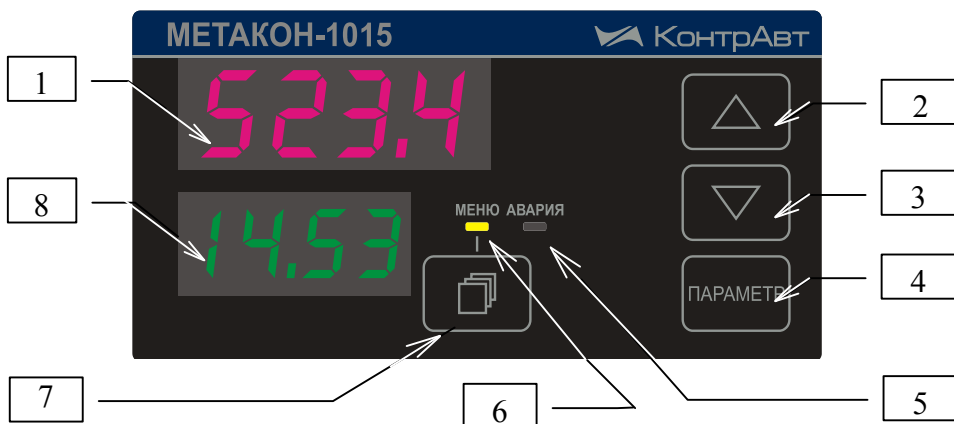 МЕТАКОН-1015
КонтрАвт
1
523.4
2
8
14.53
МЕНЮ АВАРИЯ
3
ПАРАМЕТР
4
7
6
5